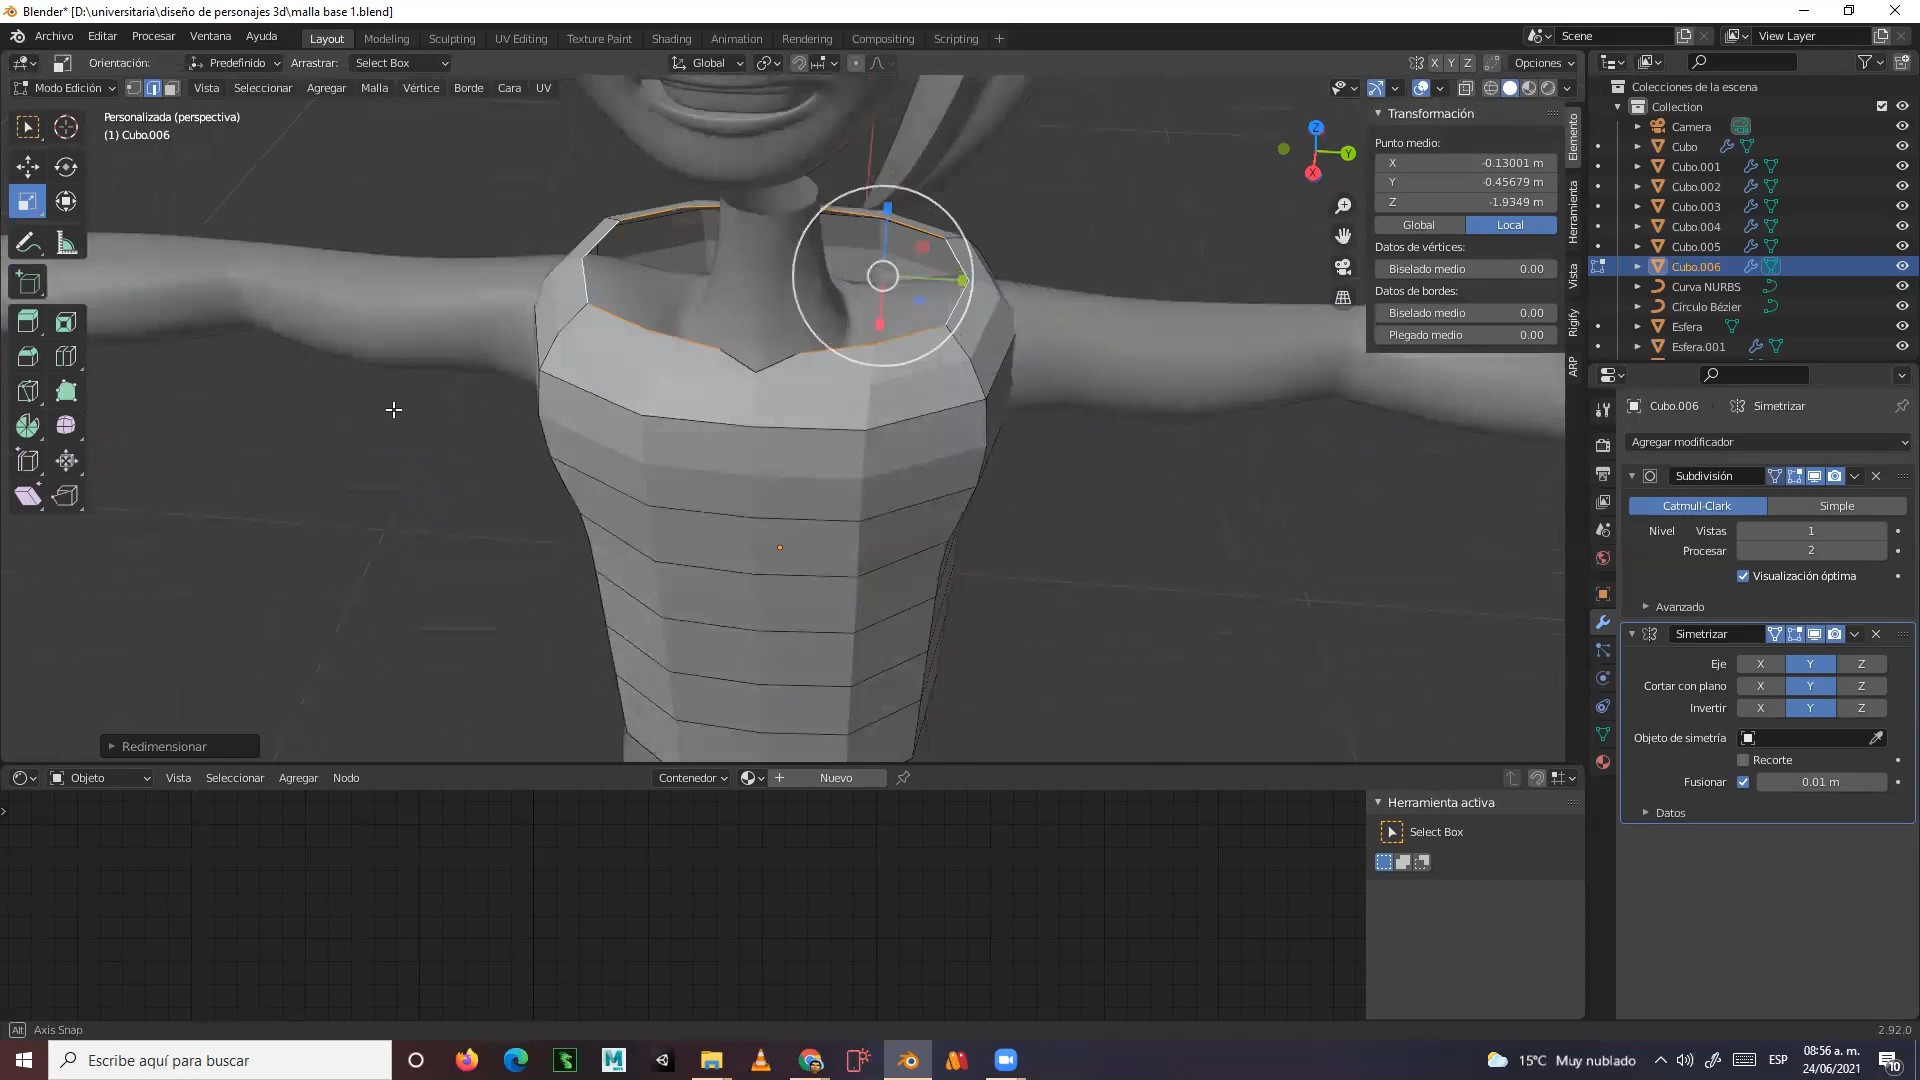 Blender* [D:\universitaria\diseño de personajes 3d\malla base 1.blend]
Archivo Editar Procesar Ventana Ayuda Layout Modeling Sculpting UV Editing Texture Paint Shading Animation Rendering Compositing Scripting Scene View Layer
Orientación: Predefinido Arrastrar: Select Box Global X Y Z Opciones
Modo Edición Vista Seleccionar Agregar Malla Vértice Borde Cara UV
Personalizada (perspectiva)
(1) Cubo.006
Z
Y
X
Transformación
Punto medio:
X -0.13001 m
Y -0.45679 m
Z -1.9349 m
Global Local
Datos de vértices:
Biselado medio 0.00
Datos de bordes:
Biselado medio 0.00
Plegado medio 0.00
Elemento
Herramienta
Vista
Rigify
ARP
Colecciones de la escena
Collection
Camera
Cubo
Cubo.001
Cubo.002
Cubo.003
Cubo.004
Cubo.005
Cubo.006
Curva NURBS
Círculo Bézier
Esfera
Esfera.001
Cubo.006 Simetrizar
Agregar modificador
Subdivisión
Catmull-Clark Simple
Nivel Vistas 1
Procesar 2
Visualización óptima
Avanzado
Simetrizar
Eje X Y Z
Cortar con plano X Y Z
Invertir X Y Z
Objeto de simetría
Recorte
Fusionar 0.01 m
Datos
Redimensionar
Objeto Vista Seleccionar Agregar Nodo Contenedor Nuevo
Herramienta activa
Select Box
Alt Axis Snap 2.92.0
Escribe aquí para buscar
15°C Muy nublado ESP
08:56 a. m.
24/06/2021
10